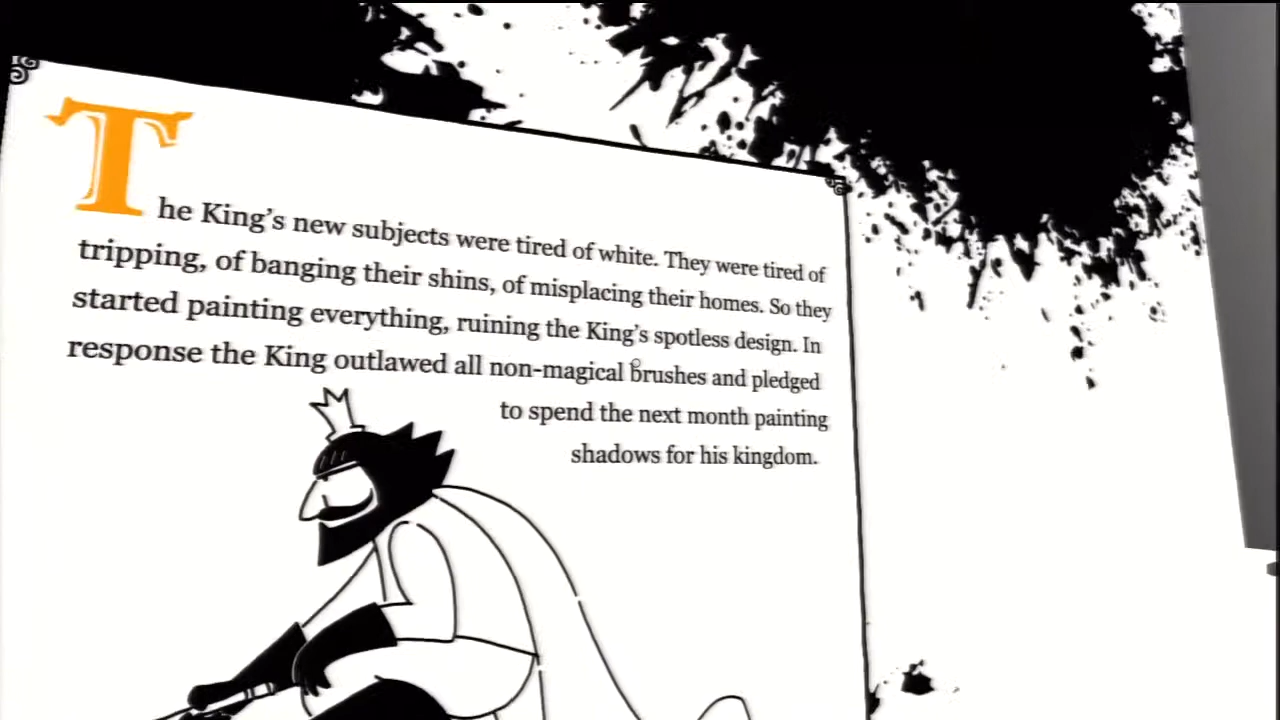 The King's new subjects were tired of white. They were tired of
tripping, of banging their shins, of misplacing their homes. So they
started painting everything, ruining the King's spotless design. In
response the King outlawed all non-magical brushes and pledged
to spend the next month painting
shadows for his kingdom.